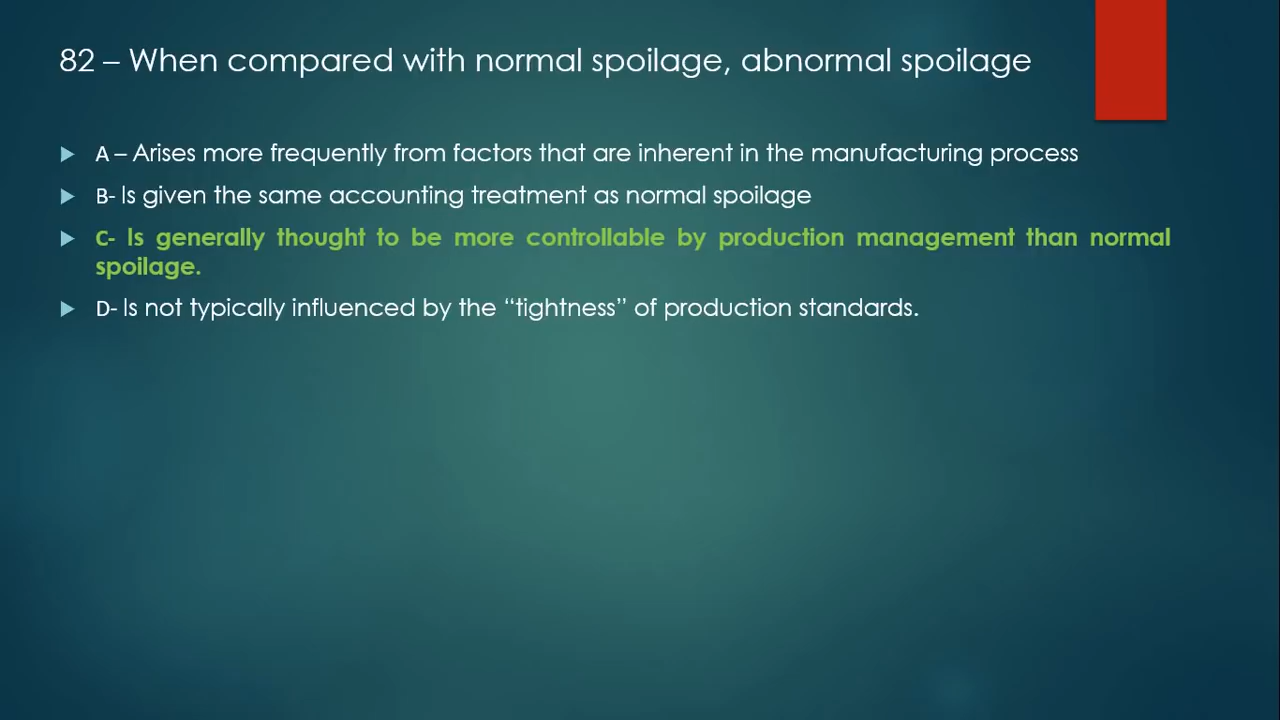 82 – When compared with normal spoilage, abnormal spoilage
A – Arises more frequently from factors that are inherent in the manufacturing process
B- Is given the same accounting treatment as normal spoilage
C- Is generally thought to be more controllable by production management than normal
spoilage.
D- Is not typically influenced by the “tightness” of production standards.